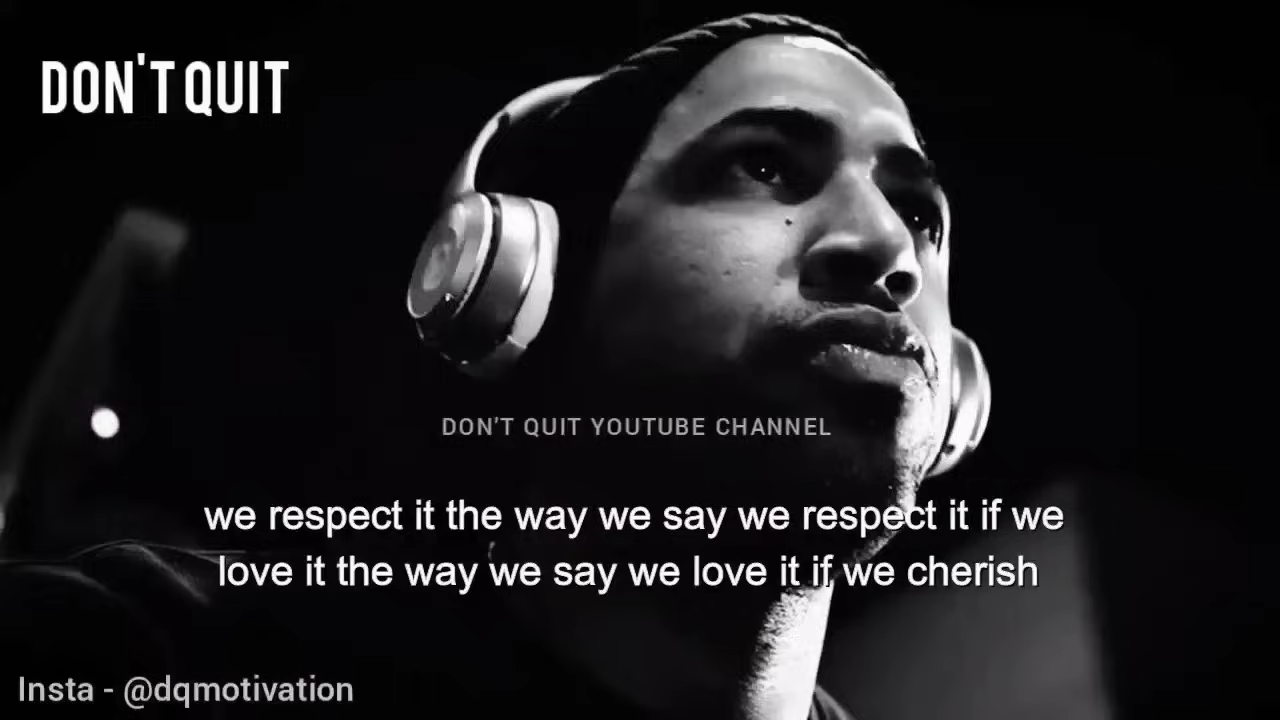 DON'T QUIT
DON'T QUIT YOUTUBE CHANNEL
we respect it the way we say we respect it if we
love it the way we say we love it if we cherish
Insta - @dqmotivation